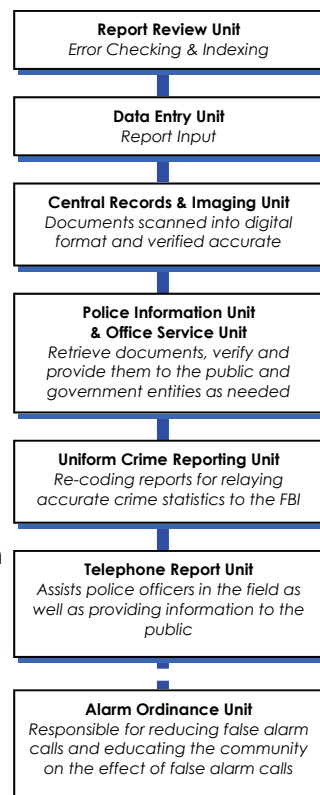 Report Review Unit
Error Checking & Indexing
Data Entry Unit
Report Input
Central Records & Imaging Unit
Documents scanned into digital
format and verified accurate
Police Information Unit
& Office Service Unit
Retrieve documents, verify and
provide them to the public and
government entities as needed
Uniform Crime Reporting Unit
Re-coding reports for relaying
accurate crime statistics to the FBI
Telephone Report Unit
Assists police officers in the field as
well as providing information to the
public
Alarm Ordinance Unit
Responsible for reducing false alarm
calls and educating the community
on the effect of false alarm calls